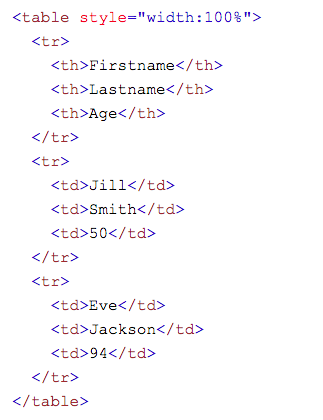 <table style="width:100%">
  <tr>
    <th>Firstname</th>
    <th>Lastname</th>
    <th>Age</th>
  </tr>
  <tr>
    <td>Jill</td>
    <td>Smith</td>
    <td>50</td>
  </tr>
  <tr>
    <td>Eve</td>
    <td>Jackson</td>
    <td>94</td>
  </tr>
</table>